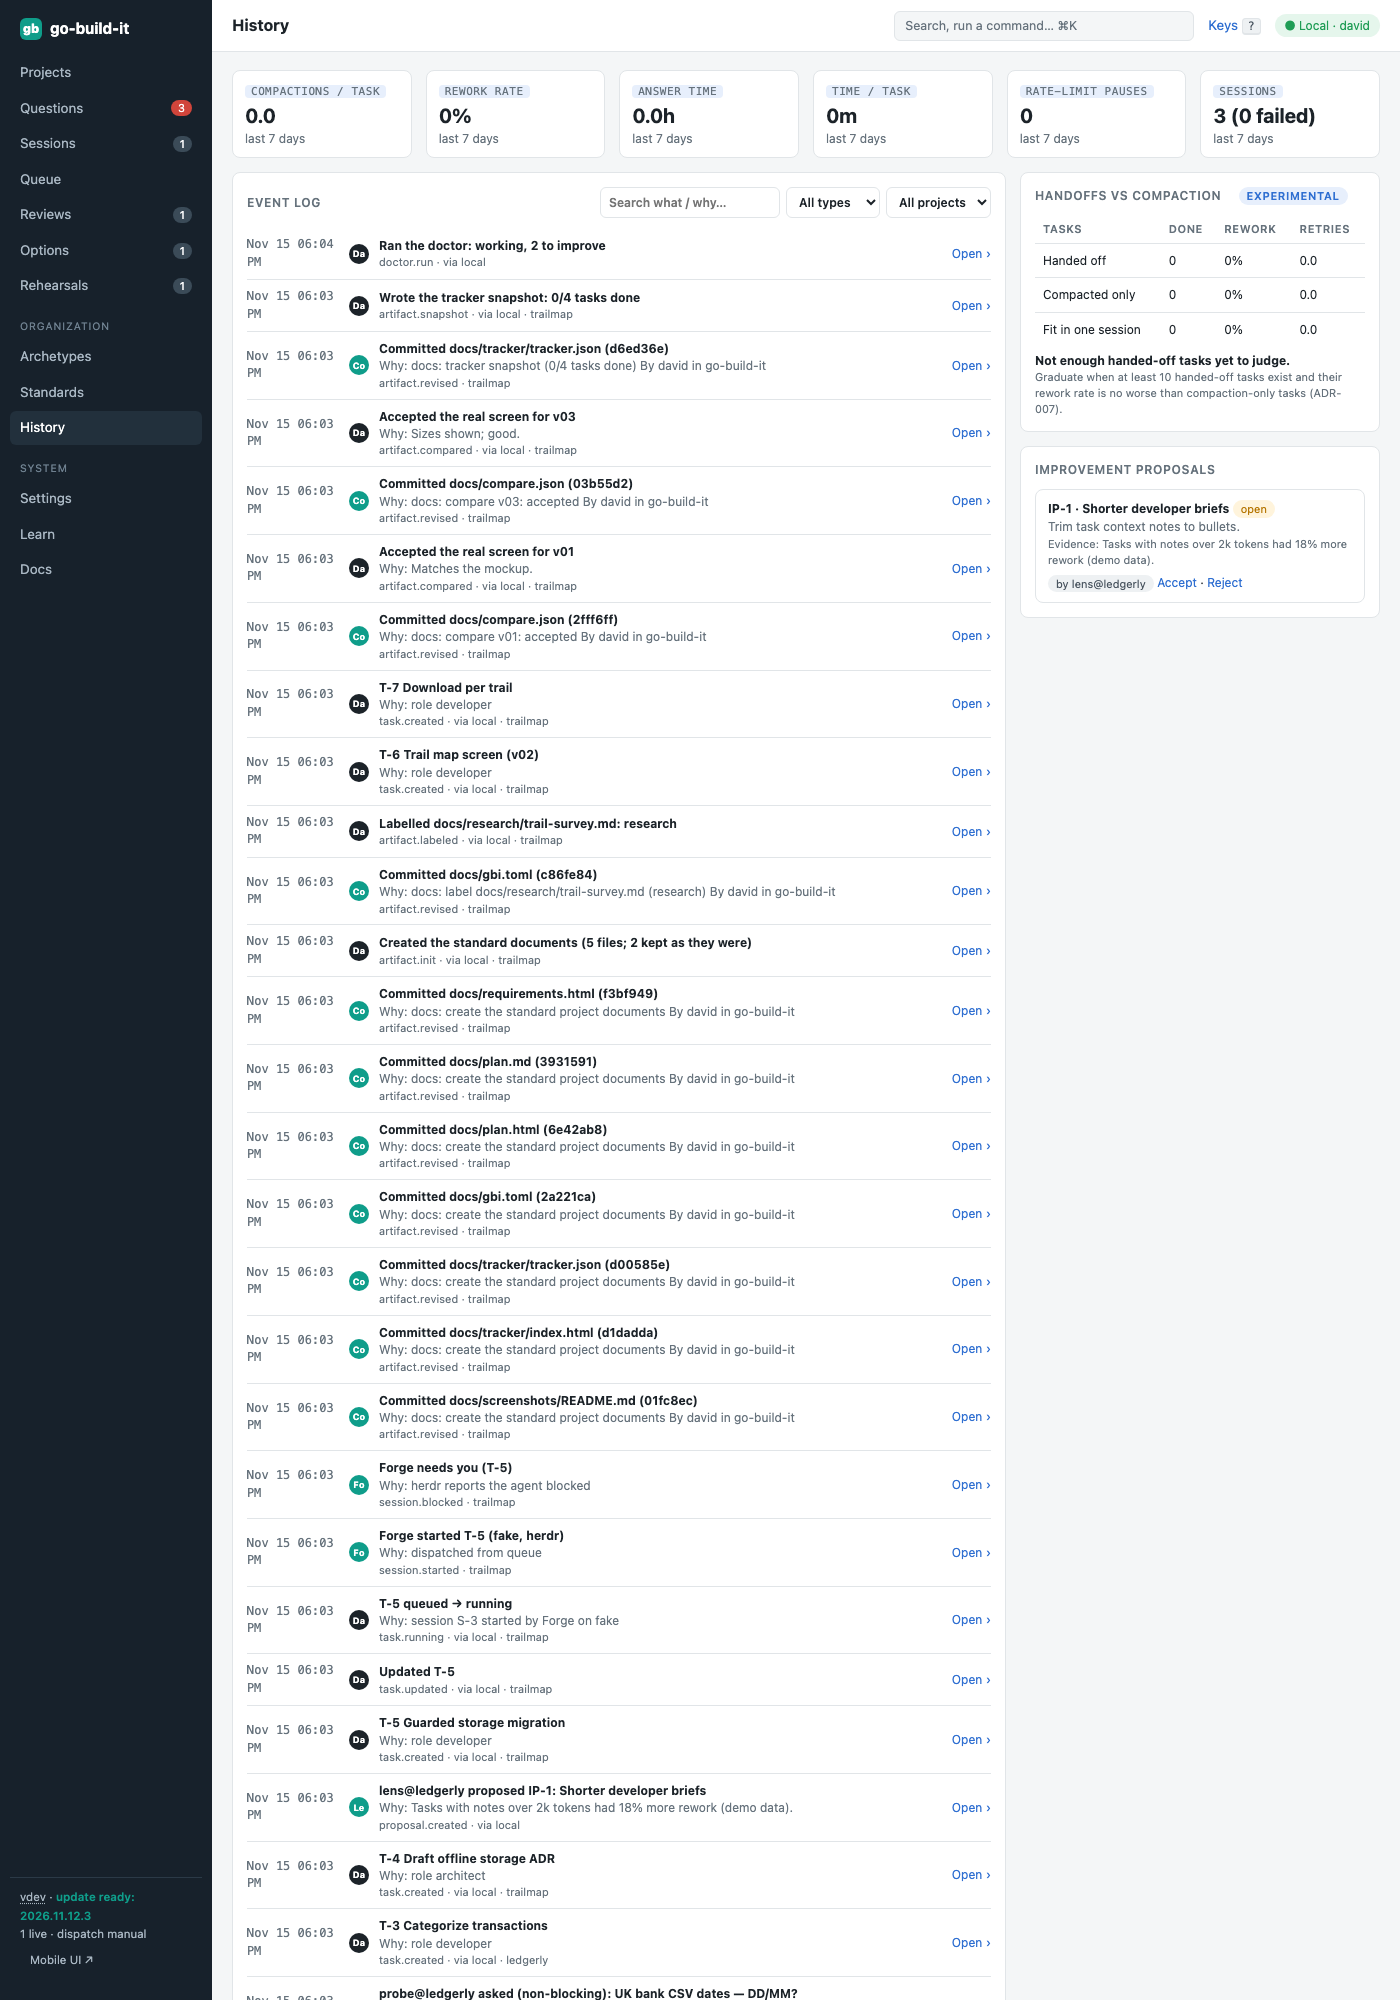 gb go-build-it
Projects
Questions 3
Sessions 1
Queue
Reviews 1
Options 1
Rehearsals 1
ORGANIZATION
Archetypes
Standards
History
SYSTEM
Settings
Learn
Docs
vdev · update ready:
2026.11.12.3
1 live · dispatch manual
Mobile UI ↗
History
Search, run a command... ⌘K
Keys ?
Local · david
COMPACTIONS / TASK
0.0
last 7 days
REWORK RATE
0%
last 7 days
ANSWER TIME
0.0h
last 7 days
TIME / TASK
0m
last 7 days
RATE-LIMIT PAUSES
0
last 7 days
SESSIONS
3 (0 failed)
last 7 days
EVENT LOG
Search what / why...
All types
All projects
Nov 15 06:04 PM
Da
Ran the doctor: working, 2 to improve
doctor.run · via local
Open ›
Nov 15 06:03 PM
Da
Wrote the tracker snapshot: 0/4 tasks done
artifact.snapshot · via local · trailmap
Open ›
Nov 15 06:03 PM
Co
Committed docs/tracker/tracker.json (d6ed36e)
Why: docs: tracker snapshot (0/4 tasks done) By david in go-build-it
artifact.revised · trailmap
Open ›
Nov 15 06:03 PM
Da
Accepted the real screen for v03
Why: Sizes shown; good.
artifact.compared · via local · trailmap
Open ›
Nov 15 06:03 PM
Co
Committed docs/compare.json (03b55d2)
Why: docs: compare v03: accepted By david in go-build-it
artifact.revised · trailmap
Open ›
Nov 15 06:03 PM
Da
Accepted the real screen for v01
Why: Matches the mockup.
artifact.compared · via local · trailmap
Open ›
Nov 15 06:03 PM
Co
Committed docs/compare.json (2fff6ff)
Why: docs: compare v01: accepted By david in go-build-it
artifact.revised · trailmap
Open ›
Nov 15 06:03 PM
Da
T-7 Download per trail
Why: role developer
task.created · via local · trailmap
Open ›
Nov 15 06:03 PM
Da
T-6 Trail map screen (v02)
Why: role developer
task.created · via local · trailmap
Open ›
Nov 15 06:03 PM
Da
Labelled docs/research/trail-survey.md: research
artifact.labeled · via local · trailmap
Open ›
Nov 15 06:03 PM
Co
Committed docs/gbi.toml (c86fe84)
Why: docs: label docs/research/trail-survey.md (research) By david in go-build-it
artifact.revised · trailmap
Open ›
Nov 15 06:03 PM
Da
Created the standard documents (5 files; 2 kept as they were)
artifact.init · via local · trailmap
Open ›
Nov 15 06:03 PM
Co
Committed docs/requirements.html (f3bf949)
Why: docs: create the standard project documents By david in go-build-it
artifact.revised · trailmap
Open ›
Nov 15 06:03 PM
Co
Committed docs/plan.md (3931591)
Why: docs: create the standard project documents By david in go-build-it
artifact.revised · trailmap
Open ›
Nov 15 06:03 PM
Co
Committed docs/plan.html (6e42ab8)
Why: docs: create the standard project documents By david in go-build-it
artifact.revised · trailmap
Open ›
Nov 15 06:03 PM
Co
Committed docs/gbi.toml (2a221ca)
Why: docs: create the standard project documents By david in go-build-it
artifact.revised · trailmap
Open ›
Nov 15 06:03 PM
Co
Committed docs/tracker/tracker.json (d00585e)
Why: docs: create the standard project documents By david in go-build-it
artifact.revised · trailmap
Open ›
Nov 15 06:03 PM
Co
Committed docs/tracker/index.html (d1dadda)
Why: docs: create the standard project documents By david in go-build-it
artifact.revised · trailmap
Open ›
Nov 15 06:03 PM
Co
Committed docs/screenshots/README.md (01fc8ec)
Why: docs: create the standard project documents By david in go-build-it
artifact.revised · trailmap
Open ›
Nov 15 06:03 PM
Fo
Forge needs you (T-5)
Why: herdr reports the agent blocked
session.blocked · trailmap
Open ›
Nov 15 06:03 PM
Fo
Forge started T-5 (fake, herdr)
Why: dispatched from queue
session.started · trailmap
Open ›
Nov 15 06:03 PM
Da
T-5 queued → running
Why: session S-3 started by Forge on fake
task.running · via local · trailmap
Open ›
Nov 15 06:03 PM
Da
Updated T-5
task.updated · via local · trailmap
Open ›
Nov 15 06:03 PM
Da
T-5 Guarded storage migration
Why: role developer
task.created · via local · trailmap
Open ›
Nov 15 06:03 PM
Le
lens@ledgerly proposed IP-1: Shorter developer briefs
Why: Tasks with notes over 2k tokens had 18% more rework (demo data).
proposal.created · via local
Open ›
Nov 15 06:03 PM
Da
T-4 Draft offline storage ADR
Why: role architect
task.created · via local · trailmap
Open ›
Nov 15 06:03 PM
Da
T-3 Categorize transactions
Why: role developer
task.created · via local · ledgerly
Open ›
Nov 15 06:03
probe@ledgerly asked (non-blocking): UK bank CSV dates — DD/MM?
HANDOFFS VS COMPACTION EXPERIMENTAL
TASKS DONE REWORK RETRIES
Handed off 0 0% 0.0
Compacted only 0 0% 0.0
Fit in one session 0 0% 0.0
Not enough handed-off tasks yet to judge.
Graduate when at least 10 handed-off tasks exist and their
rework rate is no worse than compaction-only tasks (ADR-
007).
IMPROVEMENT PROPOSALS
IP-1 · Shorter developer briefs open
Trim task context notes to bullets.
Evidence: Tasks with notes over 2k tokens had 18% more
rework (demo data).
by lens@ledgerly Accept · Reject